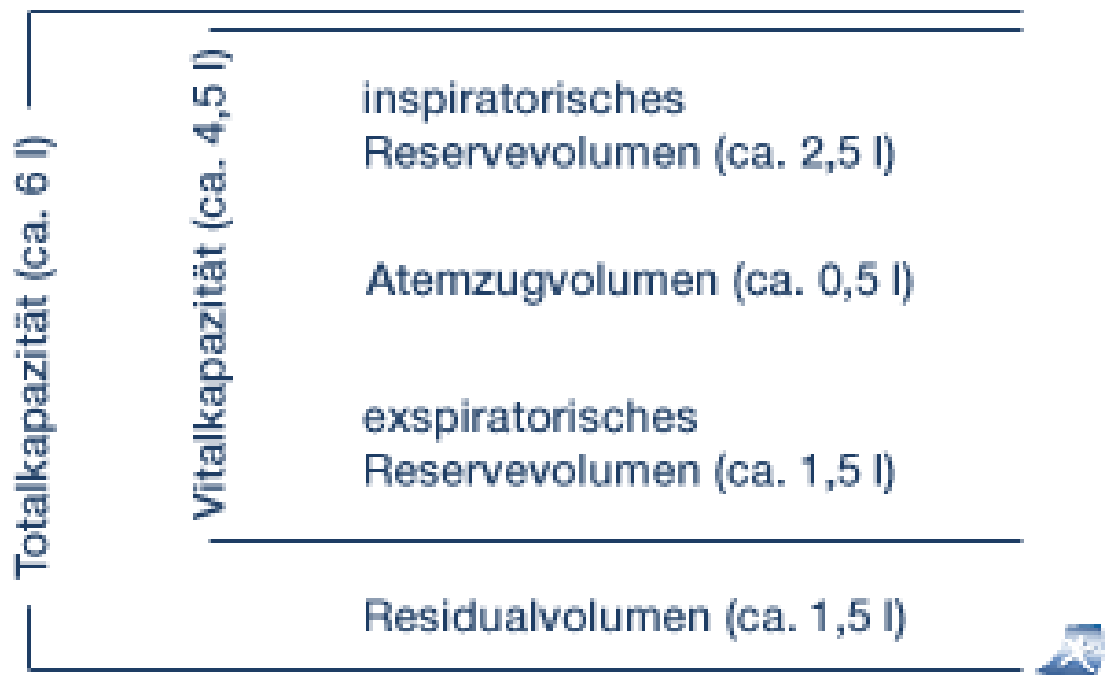 Totalkapazität (ca. 6 l)
Vitalkapazität (ca. 4,5 l)
inspiratorisches
Reservevolumen (ca. 2,5 l)
Atemzugvolumen (ca. 0,5 l)
exspiratorisches
Reservevolumen (ca. 1,5 l)
Residualvolumen (ca. 1,5 l)